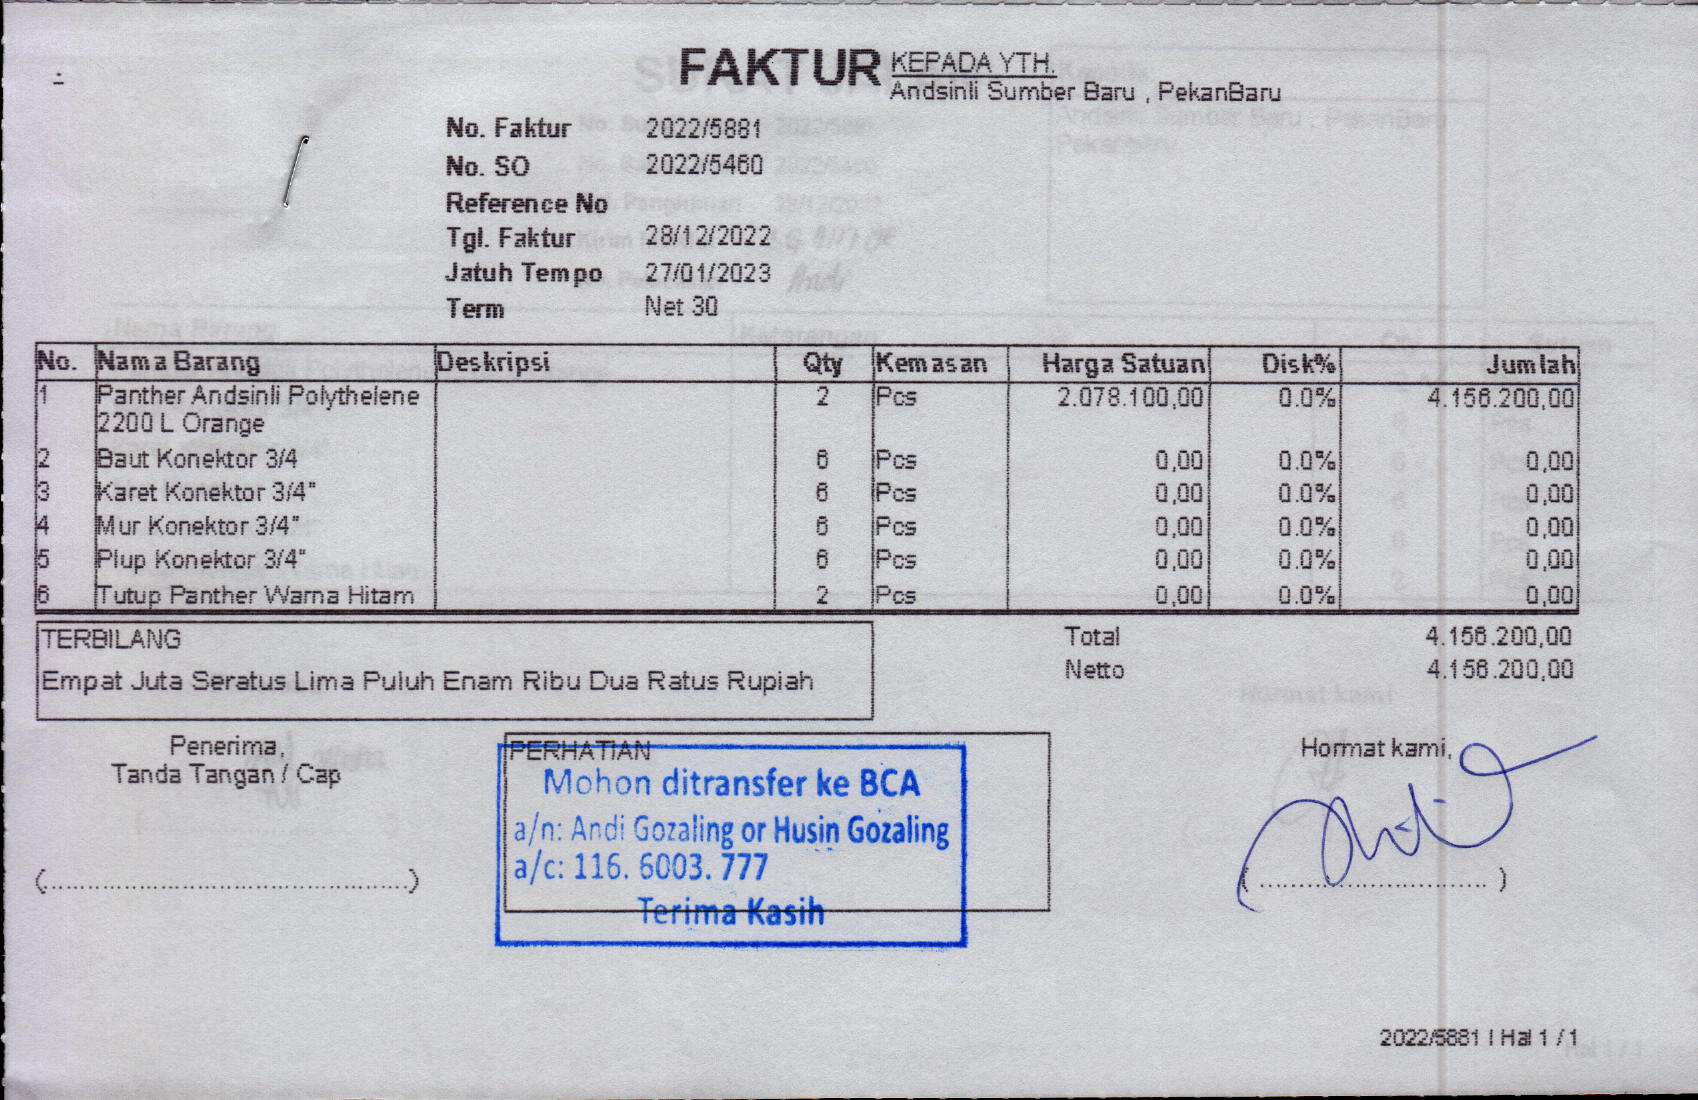 FAKTUR
KEPADA YTH.
Andsinli Sumber Baru , PekanBaru
No. Faktur 2022/5881
No. SO 2022/5460
Reference No
Tgl. Faktur 28/12/2022
Jatuh Tempo 27/01/2023
Term Net 30
No. Nama Barang Deskripsi Qty Kemasan Harga Satuan Disk% Jumlah
1 Panther Andsinli Polythelene 2 Pcs 2.078.100,00 0.0% 4.156.200,00
2200 L Orange
2 Baut Konektor 3/4 6 Pcs 0,00 0.0% 0,00
3 Karet Konektor 3/4" 6 Pcs 0,00 0.0% 0,00
4 Mur Konektor 3/4" 6 Pcs 0,00 0.0% 0,00
5 Plup Konektor 3/4" 6 Pcs 0,00 0.0% 0,00
6 Tutup Panther Warna Hitam 2 Pcs 0,00 0.0% 0,00
TERBILANG
Empat Juta Seratus Lima Puluh Enam Ribu Dua Ratus Rupiah
Total 4.156.200,00
Netto 4.156.200,00
Penerima,
Tanda Tangan / Cap
(................................................)
PERHATIAN
Mohon ditransfer ke BCA
a/n: Andi Gozaling or Husin Gozaling
a/c: 116. 6003. 777
Terima Kasih
Hormat kami,
( ............................... )
2022/5881 | Hal 1 / 1